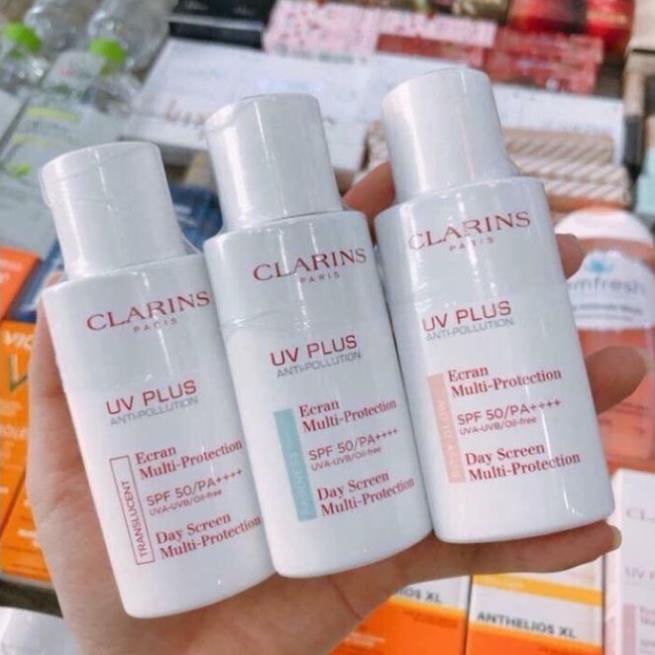 CLARINS
PARIS
UV PLUS
ANTI-POLLUTION
Ecran
Multi-Protection
SPF 50/PA++++
UVA-UVB/Oil-free
Day Screen
Multi-Protection
TRANSLUCENT
CLARINS
PARIS
UV PLUS
ANTI-POLLUTION
Ecran
Multi-Protection
SPF 50/PA++++
UVA-UVB/Oil-free
Day Screen
Multi-Protection
CLARINS
PARIS
UV PLUS
ANTI-POLLUTION
Ecran
Multi-Protection
SPF 50/PA++++
UVA-UVB/Oil-free
Day Screen
Multi-Protection
mfresh
OS XL
ANTHELIOS XL